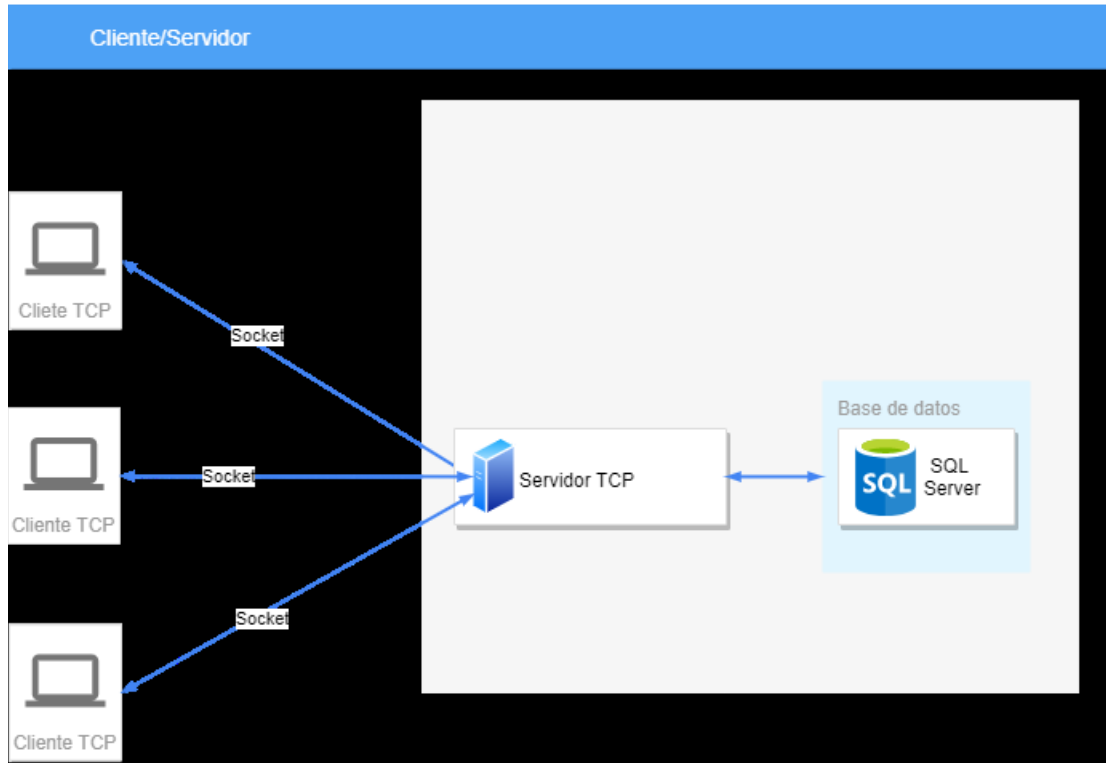 Cliente/Servidor
Cliete TCP
Socket
Base de datos
SQL
SQL
Server
Servidor TCP
Socket
Cliente TCP
Socket
Cliente TCP